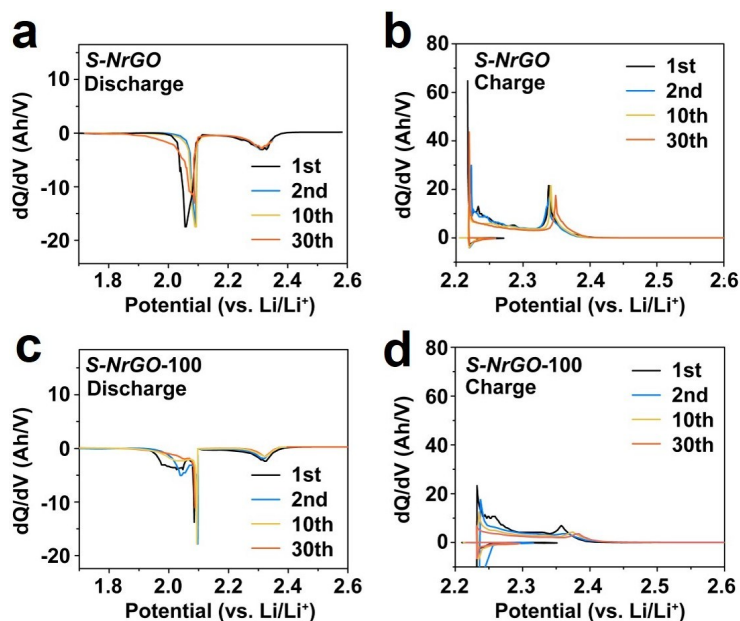 a
S-NrGO
Discharge
dQ/dV (Ah/V)
10
0
-10
-20
1st
2nd
10th
30th
1.8 2.0 2.2 2.4 2.6
Potential (vs. Li/Li⁺)
b
S-NrGO
Charge
dQ/dV (Ah/V)
80
60
40
20
0
1st
2nd
10th
30th
2.2 2.3 2.4 2.5 2:6
Potential (vs. Li/Li⁺)
c
S-NrGO-100
Discharge
dQ/dV (Ah/V)
10
0
-10
-20
1st
2nd
10th
30th
1.8 2.0 2.2 2.4 2.6
Potential (vs. Li/Li⁺)
d
S-NrGO-100
Charge
dQ/dV (Ah/V)
80
60
40
20
0
1st
2nd
10th
30th
2.2 2.3 2.4 2.5 2.6
Potential (vs. Li/Li⁺)